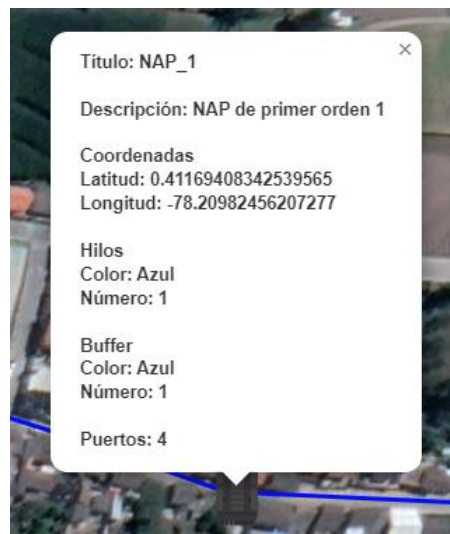 Título: NAP_1
Descripción: NAP de primer orden 1
Coordenadas
Latitud: 0.41169408342539565
Longitud: -78.20982456207277
Hilos
Color: Azul
Número: 1
Buffer
Color: Azul
Número: 1
Puertos: 4